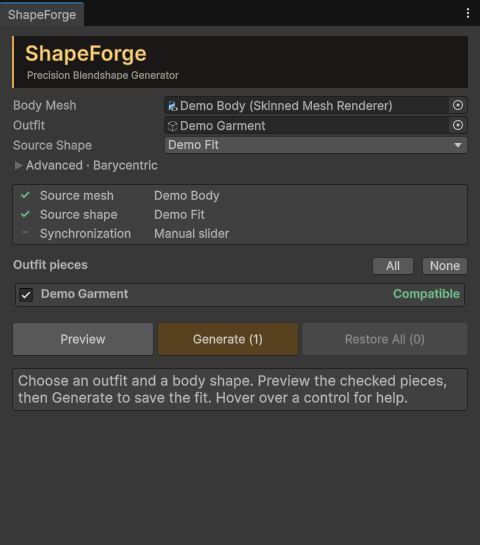 ShapeForge
ShapeForge
Precision Blendshape Generator
Body Mesh Demo Body (Skinned Mesh Renderer)
Outfit Demo Garment
Source Shape Demo Fit
Advanced · Barycentric
Source mesh Demo Body
Source shape Demo Fit
Synchronization Manual slider
Outfit pieces All None
Demo Garment Compatible
Preview Generate (1) Restore All (0)
Choose an outfit and a body shape. Preview the checked pieces,
then Generate to save the fit. Hover over a control for help.